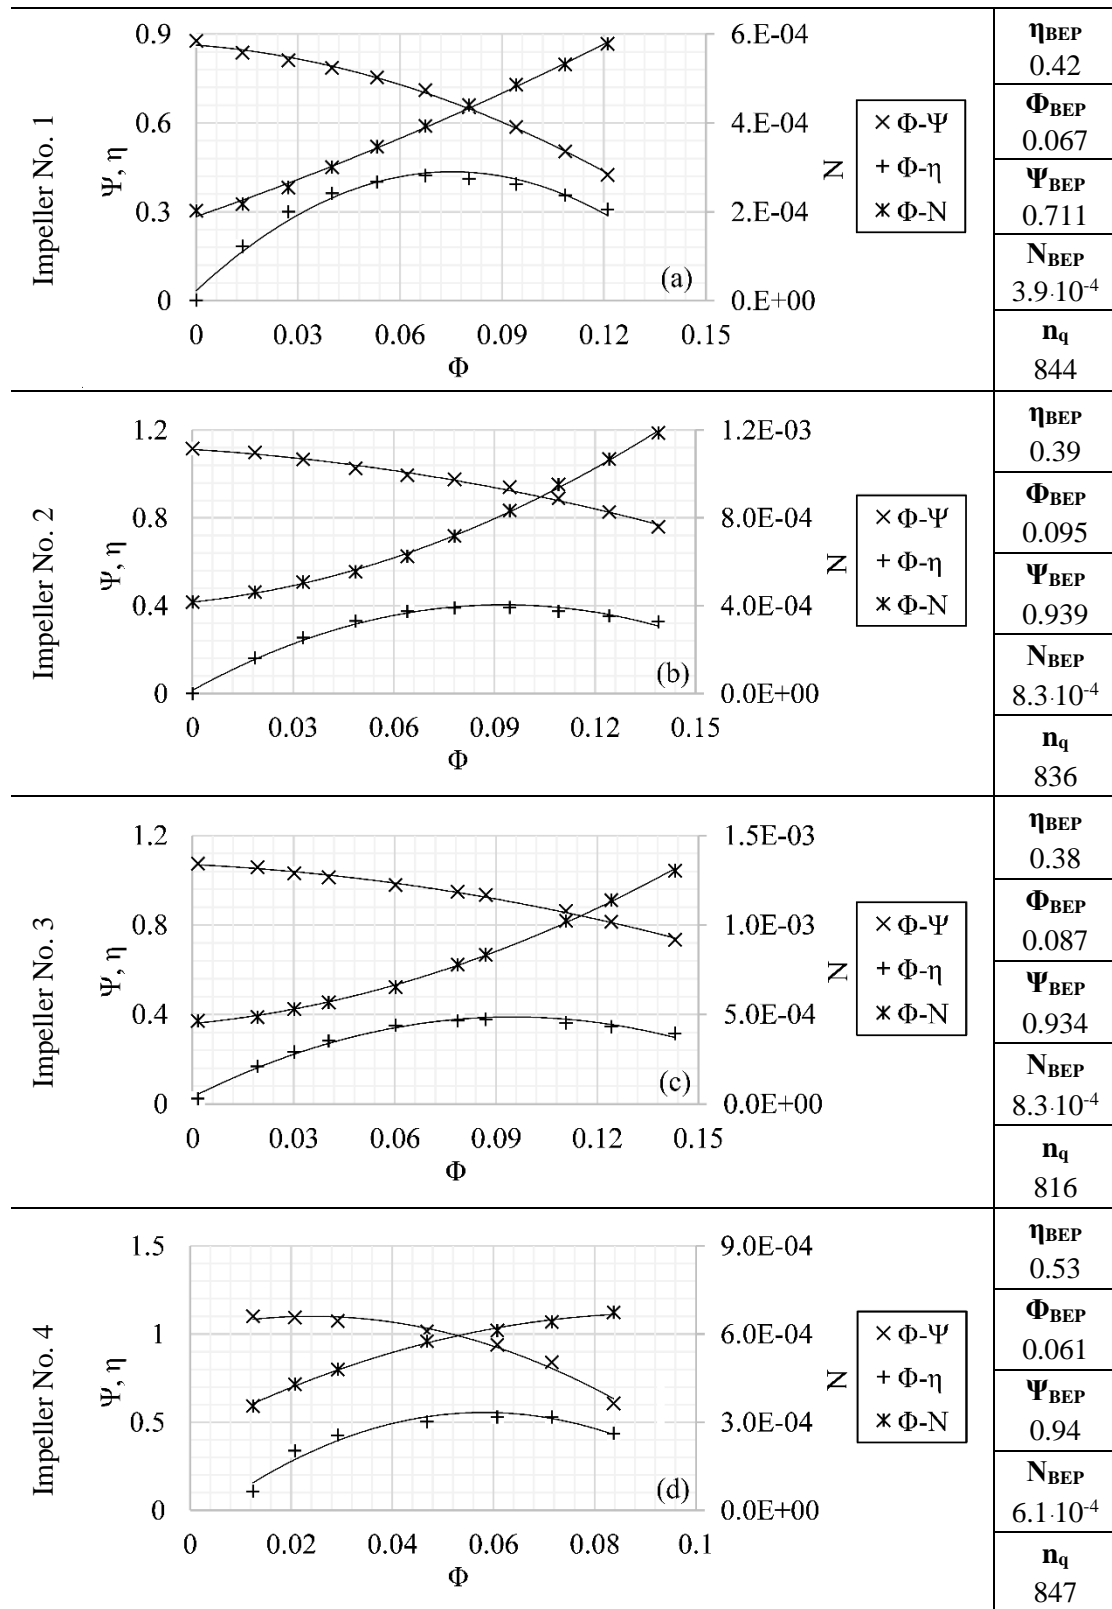 Impeller No. 1
Ψ, η
0.9
0.6
0.3
0
6.E-04
4.E-04
2.E-04
0.E+00
N
(a)
0 0.03 0.06 0.09 0.12 0.15
Φ
Φ-Ψ
Φ-η
Φ-N
ηBEP
0.42
ΦBEP
0.067
ΨBEP
0.711
NBEP
3.9·10-4
nq
844
Impeller No. 2
Ψ, η
1.2
0.8
0.4
0
1.2E-03
8.0E-04
4.0E-04
0.0E+00
N
(b)
0 0.03 0.06 0.09 0.12 0.15
Φ
Φ-Ψ
Φ-η
Φ-N
ηBEP
0.39
ΦBEP
0.095
ΨBEP
0.939
NBEP
8.3·10-4
nq
836
Impeller No. 3
Ψ, η
1.2
0.8
0.4
0
1.5E-03
1.0E-03
5.0E-04
0.0E+00
N
(c)
0 0.03 0.06 0.09 0.12 0.15
Φ
Φ-Ψ
Φ-η
Φ-N
ηBEP
0.38
ΦBEP
0.087
ΨBEP
0.934
NBEP
8.3·10-4
nq
816
Impeller No. 4
Ψ, η
1.5
1
0.5
0
9.0E-04
6.0E-04
3.0E-04
0.0E+00
N
(d)
0 0.02 0.04 0.06 0.08 0.1
Φ
Φ-Ψ
Φ-η
Φ-N
ηBEP
0.53
ΦBEP
0.061
ΨBEP
0.94
NBEP
6.1·10-4
nq
847